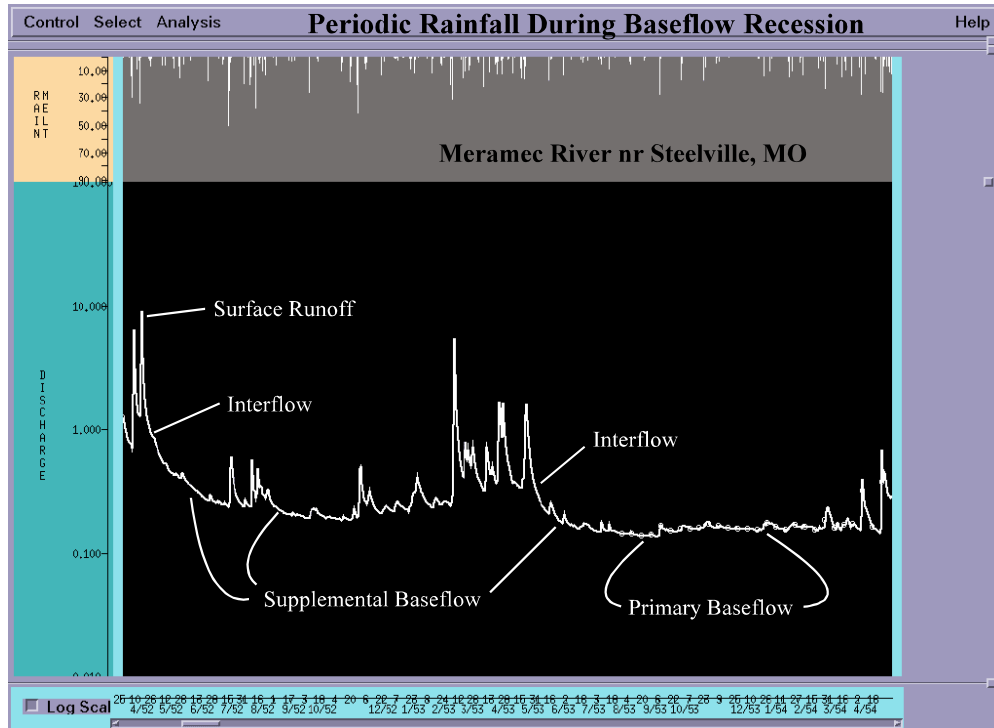 Control Select Analysis Periodic Rainfall During Baseflow Recession Help
RAIN MELT
10.00
30.00
50.00
70.00
90.00
Meramec River nr Steelville, MO
10.000
Surface Runoff
DISCHARGE
Interflow
1.000
Interflow
0.100
Supplemental Baseflow
Primary Baseflow
0.010
Log Scal
4/52 5/52 6/52 7/52 8/52 9/52 10/52 12/52 1/53 2/53 4/53 5/53 6/53 7/53 8/53 9/53 10/53 12/53 1/54 2/54 3/54 4/54